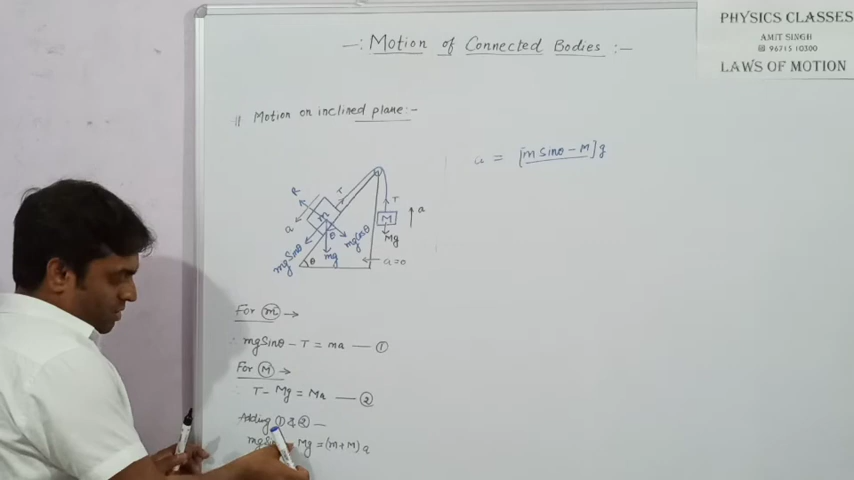 PHYSICS CLASSES
AMIT SINGH
96715 10300
LAWS OF MOTION
—: Motion of Connected Bodies :—
Motion on inclined plane:-
a = [m sinθ - M]g
R
T
m
a
T
M
a
Mg
θ
mg Cosθ
mg Sinθ
mg
θ
a=0
For m →
∴ mg Sinθ - T = ma — 1
For M →
∴ T - Mg = Ma — 2
Adding 1 & 2 —
Mg = (m+M) a